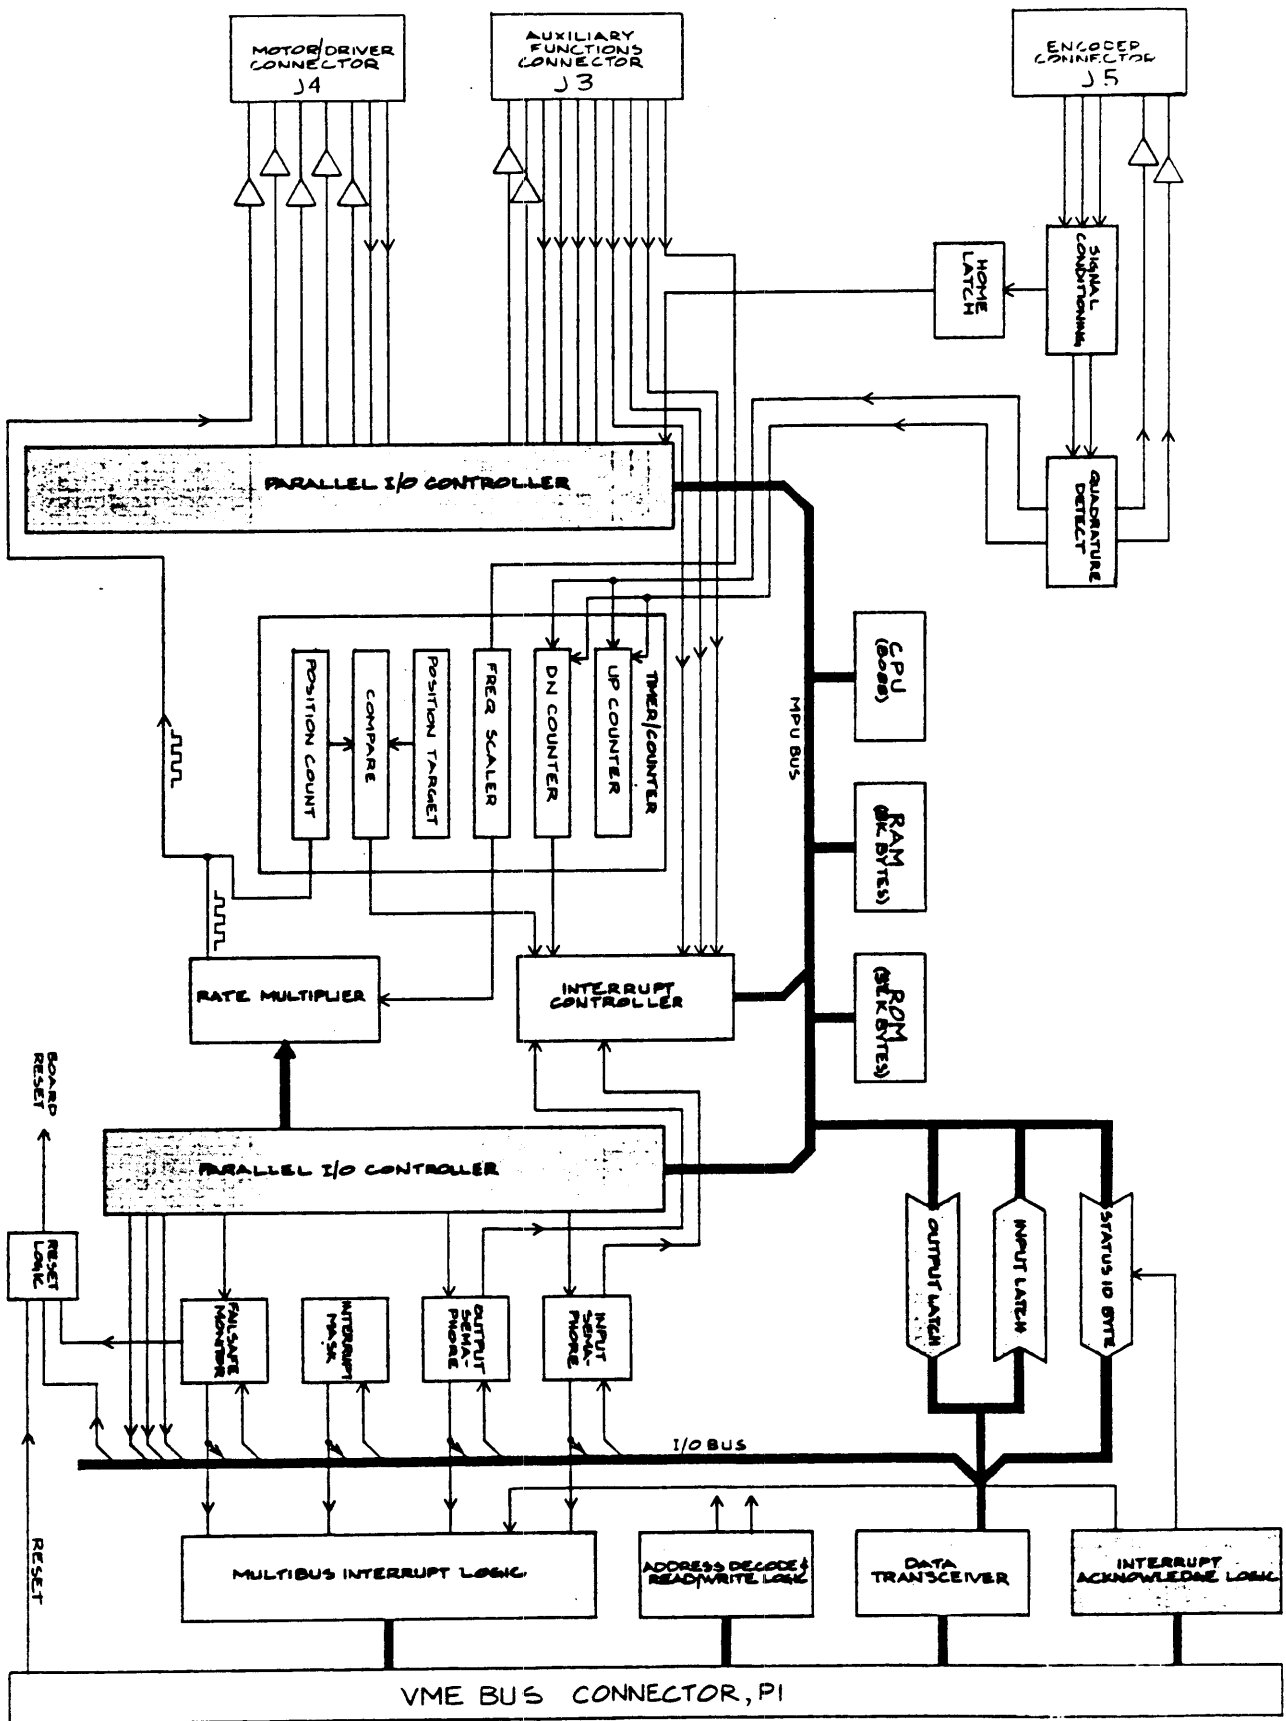 MOTOR/DRIVER
CONNECTOR
J4
AUXILIARY
FUNCTIONS
CONNECTOR
J3
ENCODED
CONNECTOR
J5
SIGNAL
CONDITIONING
HOME
LATCH
PARALLEL I/O CONTROLLER
QUADRATURE
DETECT
CPU
(8088)
RAM
(8K BYTES)
ROM
MPU BUS
TIMER/COUNTER
UP COUNTER
DN COUNTER
FREQ SCALER
POSITION TARGET
COMPARE
POSITION COUNT
RATE MULTIPLIER
INTERRUPT
CONTROLLER
BOARD
RESET
PARALLEL I/O CONTROLLER
RESET
LOGIC
FAILSAFE
MONITOR
INTERRUPT
MASK
OUTPUT
SEMA-
PHORE
INPUT
SEMA-
PHORE
OUTPUT LATCH
INPUT LATCH
STATUS ID BYTE
I/O BUS
RESET
MULTIBUS INTERRUPT LOGIC.
ADDRESS DECODE &
READ/WRITE LOGIC
DATA
TRANSCEIVER
INTERRUPT
ACKNOWLEDGE LOGIC
VME BUS CONNECTOR, P1